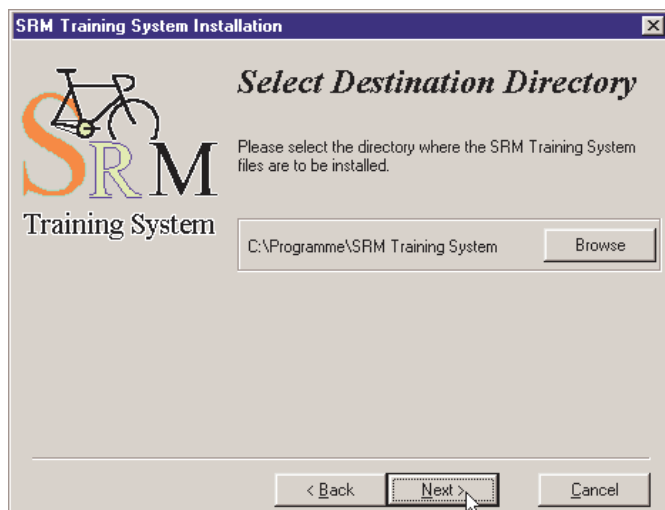 SRM Training System Installation
Select Destination Directory
SRM
Training System
Please select the directory where the SRM Training System
files are to be installed.
C:\Programme\SRM Training System
Browse
< Back
Next >
Cancel